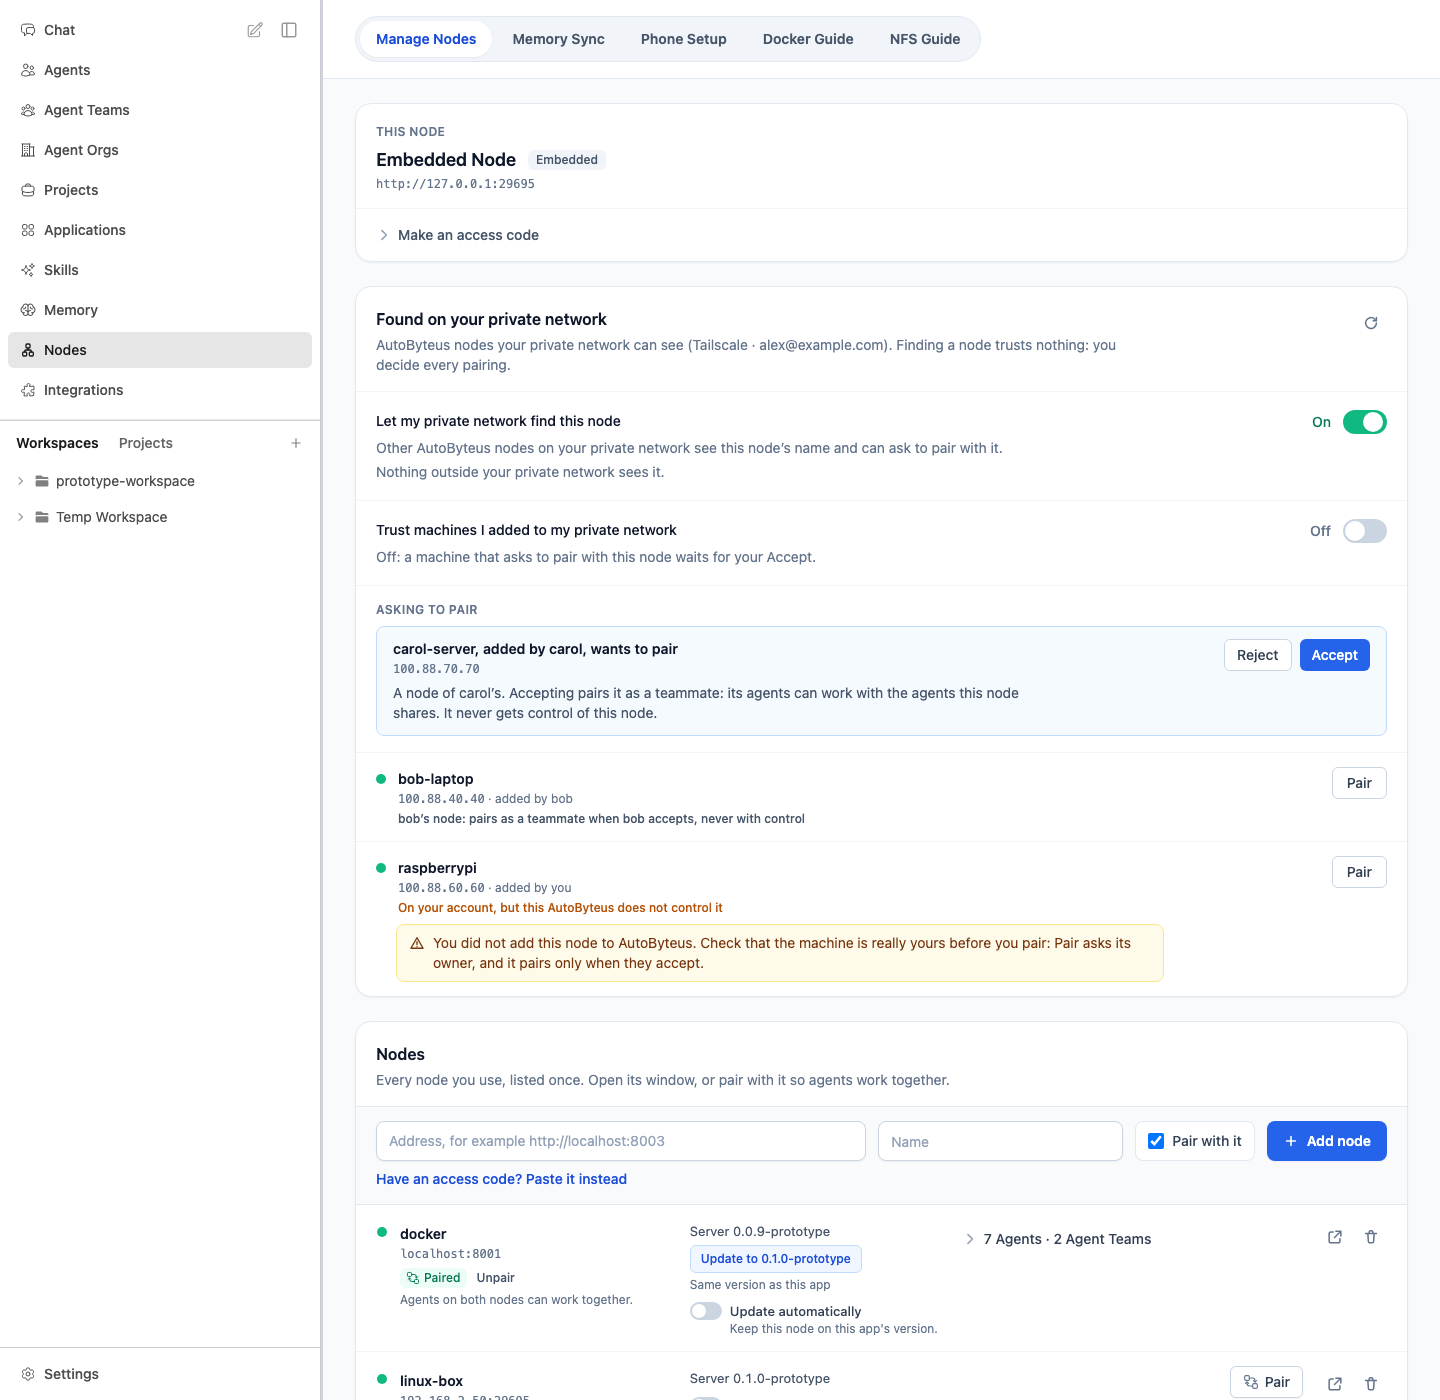 Chat
Agents
Agent Teams
Agent Orgs
Projects
Applications
Skills
Memory
Nodes
Integrations
Workspaces
Projects
prototype-workspace
Temp Workspace
Settings
Manage Nodes
Memory Sync
Phone Setup
Docker Guide
NFS Guide
THIS NODE
Embedded Node
Embedded
http://127.0.0.1:29695
Make an access code
Found on your private network
AutoByteus nodes your private network can see (Tailscale · alex@example.com). Finding a node trusts nothing: you
decide every pairing.
Let my private network find this node
On
Other AutoByteus nodes on your private network see this node’s name and can ask to pair with it.
Nothing outside your private network sees it.
Trust machines I added to my private network
Off
Off: a machine that asks to pair with this node waits for your Accept.
ASKING TO PAIR
carol-server, added by carol, wants to pair
100.88.70.70
A node of carol’s. Accepting pairs it as a teammate: its agents can work with the agents this node
shares. It never gets control of this node.
Reject
Accept
bob-laptop
100.88.40.40 · added by bob
bob’s node: pairs as a teammate when bob accepts, never with control
Pair
raspberrypi
100.88.60.60 · added by you
On your account, but this AutoByteus does not control it
Pair
You did not add this node to AutoByteus. Check that the machine is really yours before you pair: Pair asks its
owner, and it pairs only when they accept.
Nodes
Every node you use, listed once. Open its window, or pair with it so agents work together.
Address, for example http://localhost:8003
Name
Pair with it
Add node
Have an access code? Paste it instead
docker
localhost:8001
Paired
Unpair
Agents on both nodes can work together.
Server 0.0.9-prototype
Update to 0.1.0-prototype
Same version as this app
Update automatically
Keep this node on this app's version.
7 Agents · 2 Agent Teams
linux-box
192.168.2.50:29695
Server 0.1.0-prototype
Pair